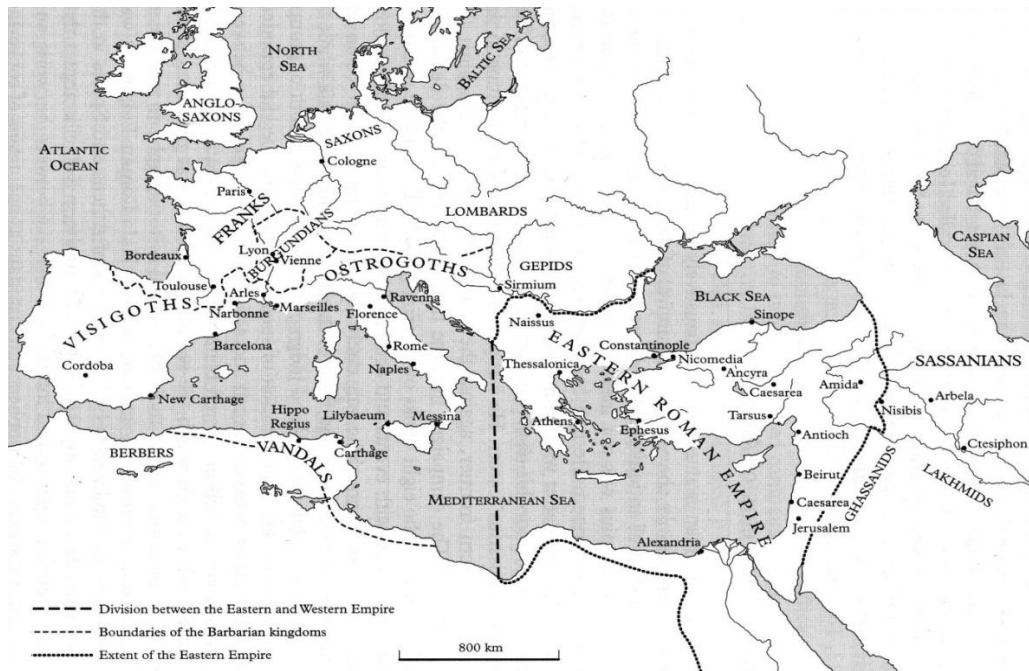 NORTH
SEA
BALTIC SEA
ANGLO-
SAXONS
ATLANTIC
OCEAN
SAXONS
Cologne
Paris
FRANKS
LOMBARDS
CASPIAN
SEA
Lyon
BURGUNDIANS
Vienne
Bordeaux
OSTROGOTHS
GEPIDS
Toulouse
Sirmium
VISIGOTHS
Arles
Ravenna
BLACK SEA
Narbonne
Marseilles
Florence
Naissus
Sinope
Barcelona
Rome
EASTERN ROMAN EMPIRE
Constantinople
Nicomedia
SASSANIANS
Cordoba
Naples
Thessalonica
Ancyra
Caesarea
Amida
Arbela
New Carthage
Nisibis
Hippo
Regius
Lilybaeum
Messina
Athens
Ephesus
Tarsus
Antioch
Ctesiphon
BERBERS
VANDALS
Carthage
Beirut
GHASSANIDS
LAKHMIDS
MEDITERRANEAN SEA
Caesarea
Jerusalem
Alexandria
Division between the Eastern and Western Empire
Boundaries of the Barbarian kingdoms
Extent of the Eastern Empire
800 km